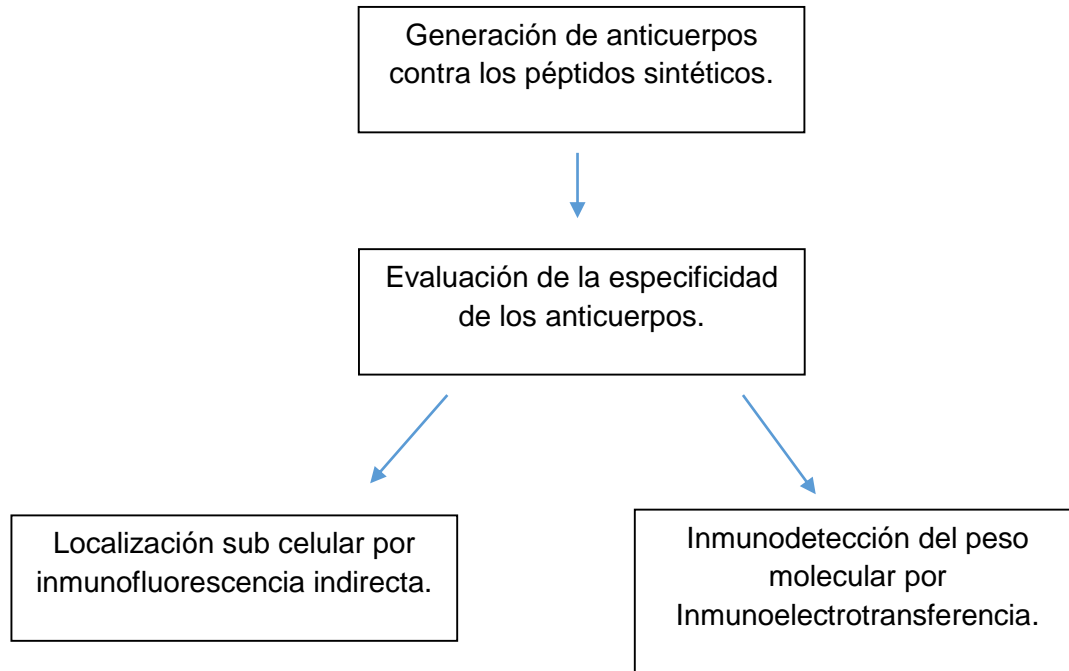 Generación de anticuerpos
contra los péptidos sintéticos.
Evaluación de la especificidad
de los anticuerpos.
Localización sub celular por
inmunofluorescencia indirecta.
Inmunodetección del peso
molecular por
Inmunoelectrotransferencia.